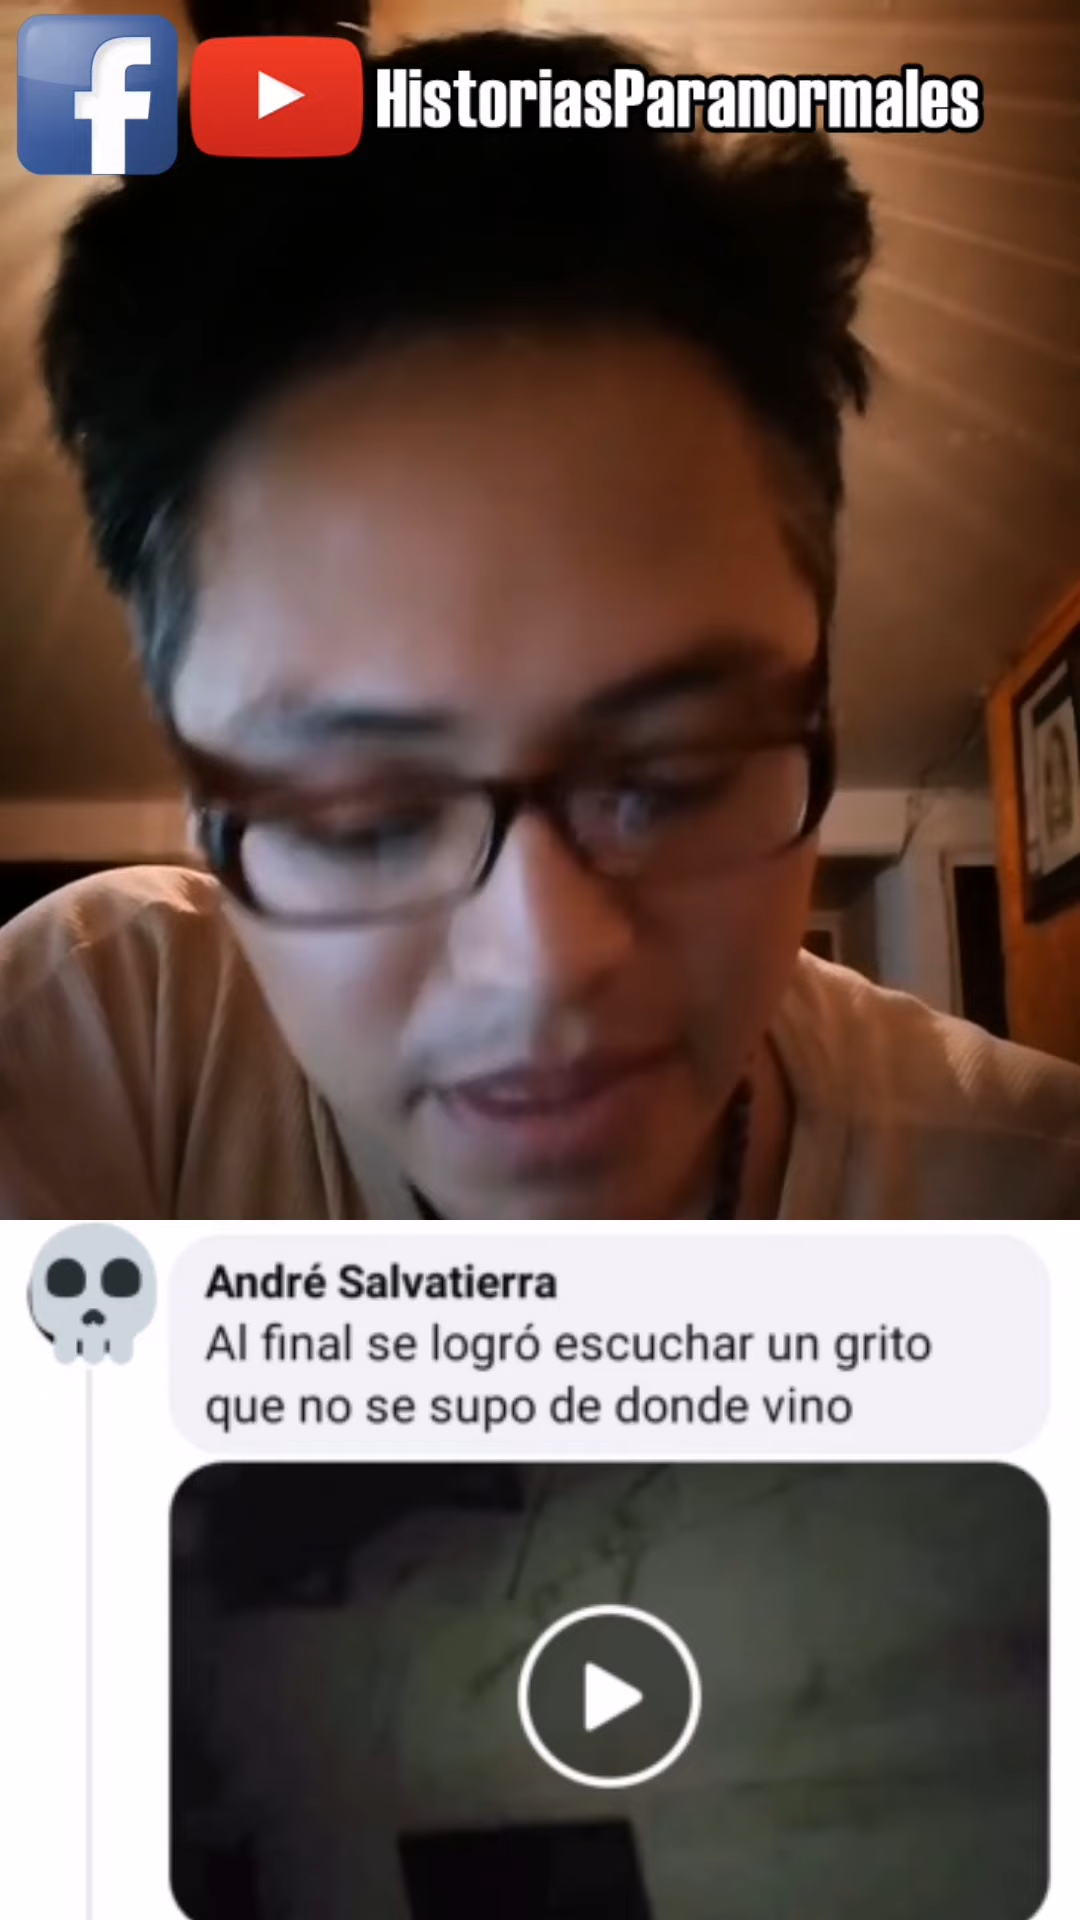 HistoriasParanormales
André Salvatierra
Al final se logró escuchar un grito
que no se supo de donde vino